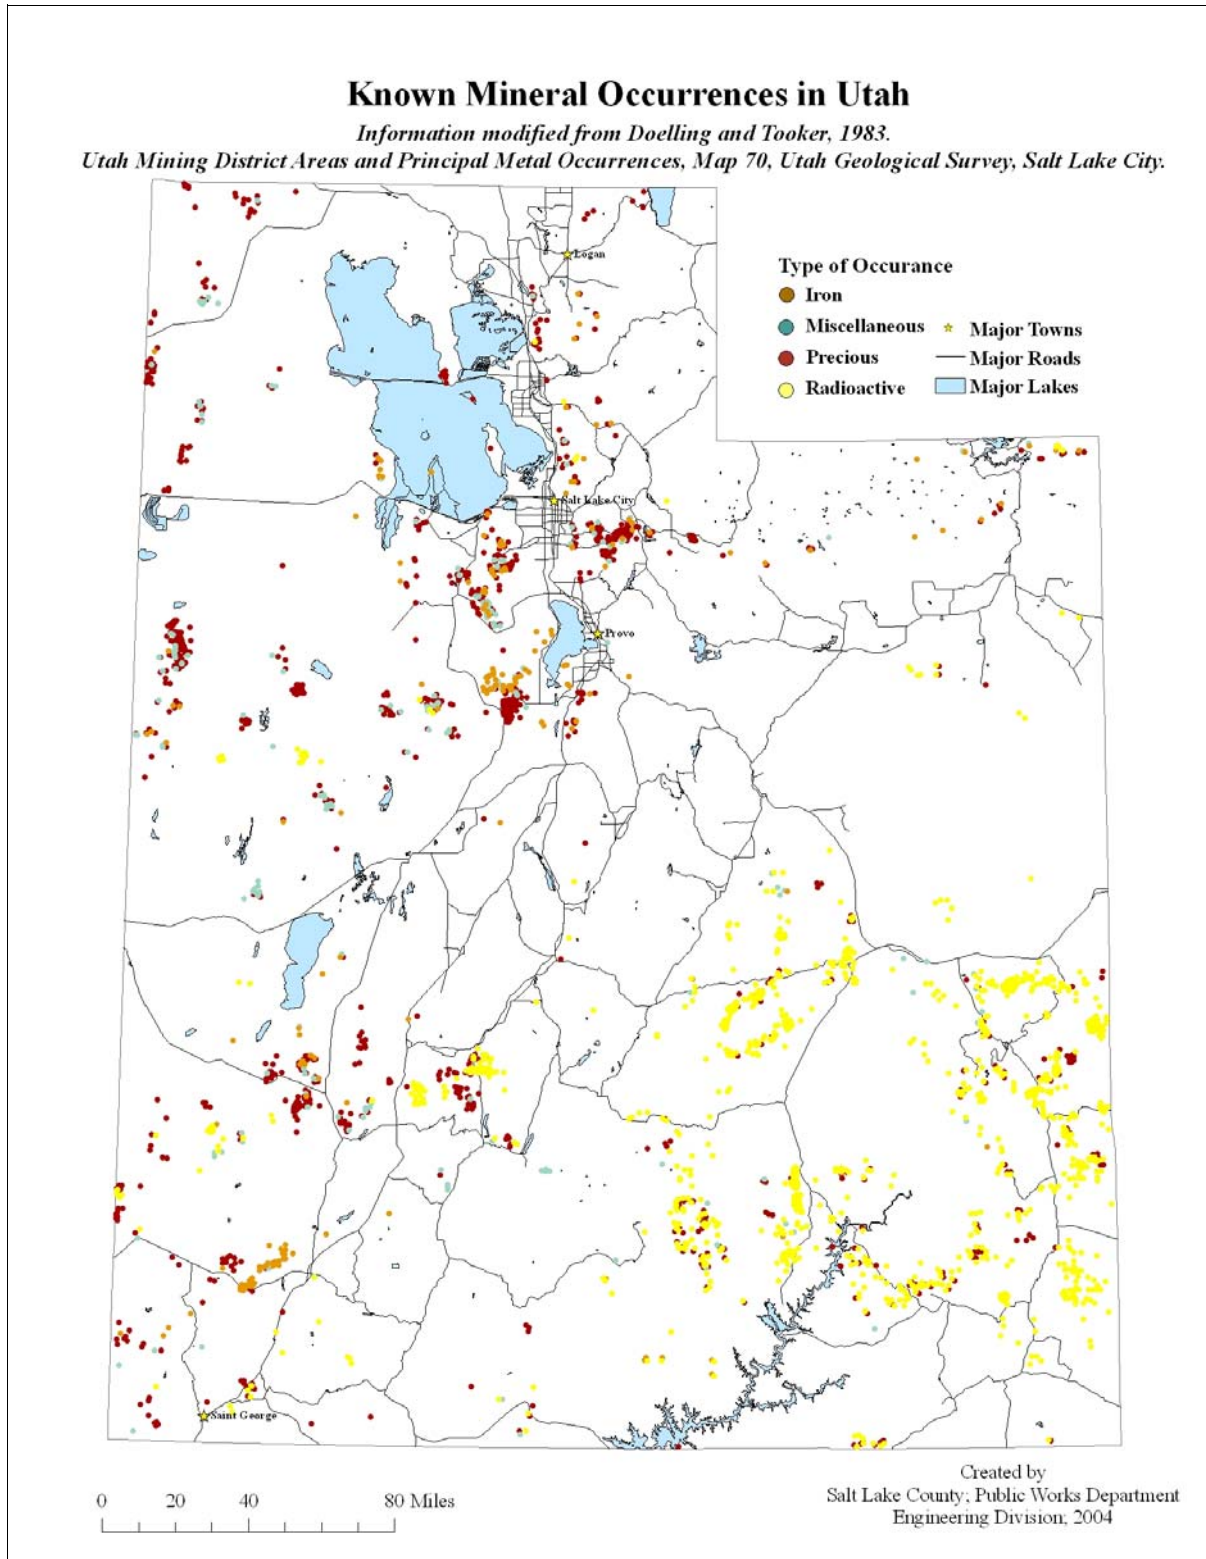 Known Mineral Occurrences in Utah
Information modified from Doelling and Tooker, 1983.
Utah Mining District Areas and Principal Metal Occurrences, Map 70, Utah Geological Survey, Salt Lake City.
Logan
Type of Occurance
Iron
Miscellaneous
Major Towns
Precious
Major Roads
Radioactive
Major Lakes
Salt Lake City
Provo
Saint George
0 20 40 80 Miles
Created by
Salt Lake County; Public Works Department
Engineering Division; 2004